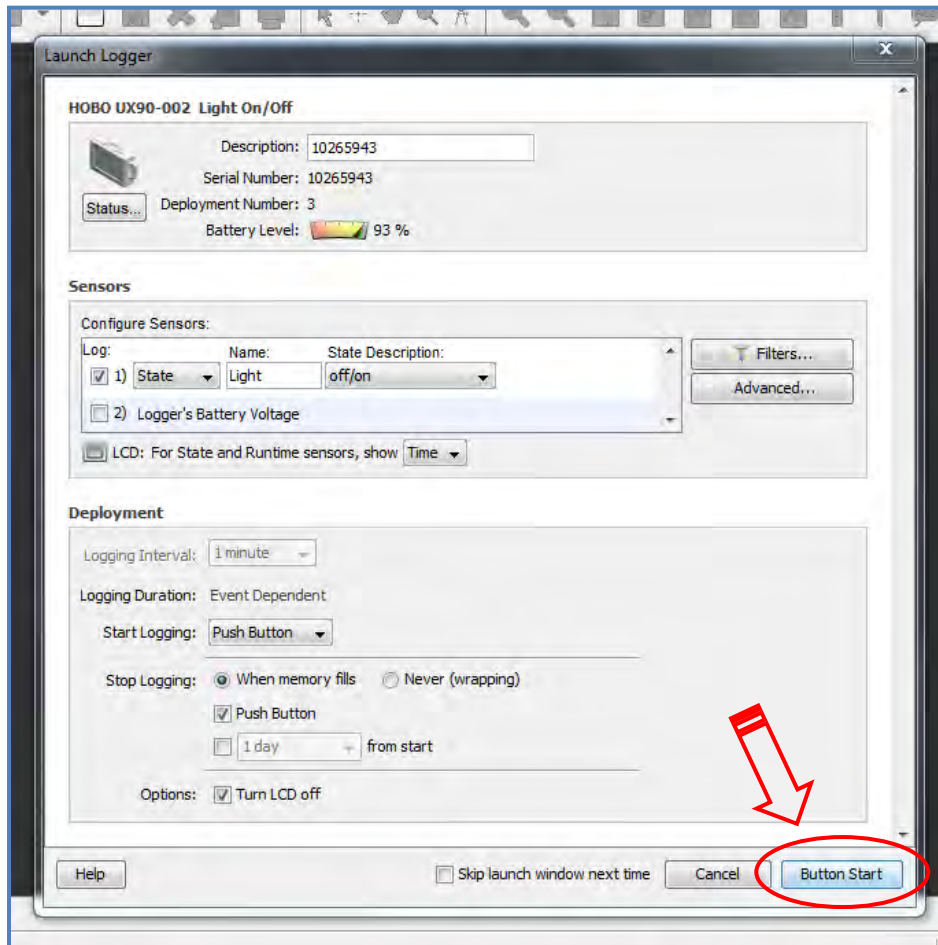 Launch Logger
x
HOBO UX90-002 Light On/Off
Description: 10265943
Serial Number: 10265943
Status... Deployment Number: 3
Battery Level: 93 %
Sensors
Configure Sensors:
Log: Name: State Description:
1) State Light off/on
Filters...
Advanced...
2) Logger's Battery Voltage
LCD: For State and Runtime sensors, show Time
Deployment
Logging Interval: 1 minute
Logging Duration: Event Dependent
Start Logging: Push Button
Stop Logging: When memory fills Never (wrapping)
Push Button
1 day from start
Options: Turn LCD off
Help Skip launch window next time Cancel Button Start